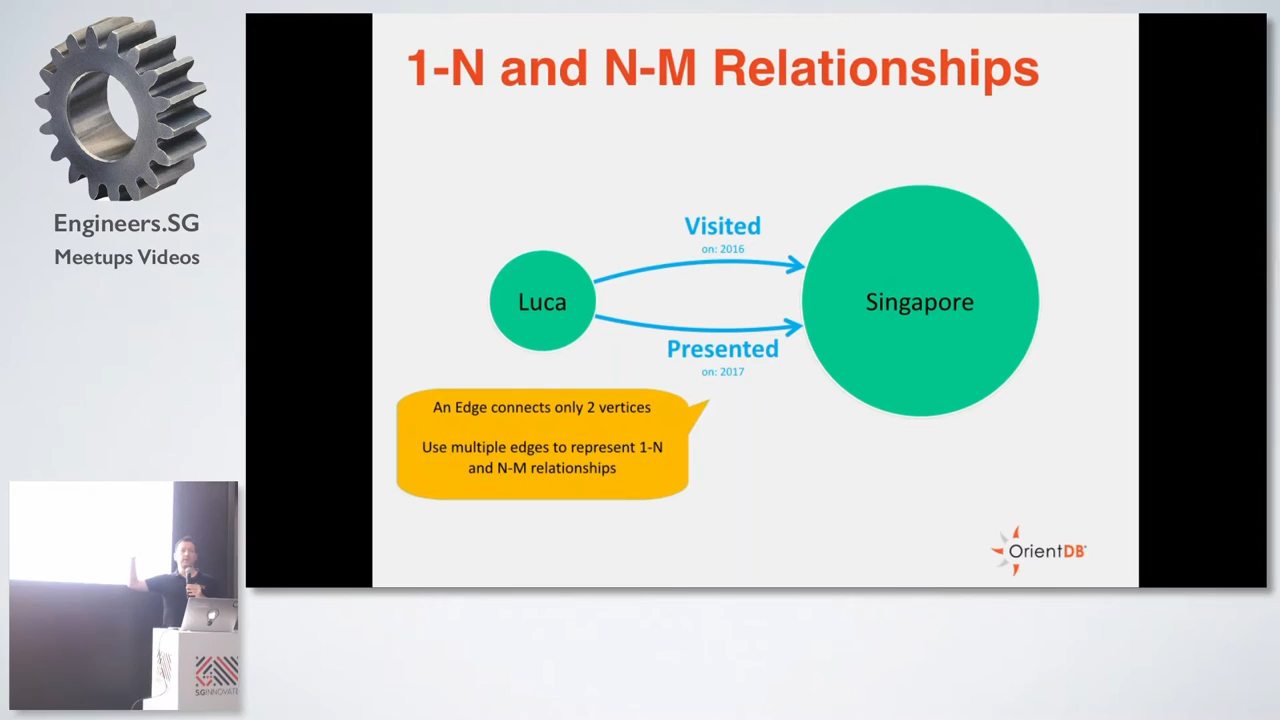 1-N and N-M Relationships
Engineers.SG
Meetups Videos
Visited
on: 2016
Luca
Singapore
Presented
on: 2017
An Edge connects only 2 vertices
Use multiple edges to represent 1-N
and N-M relationships
OrientDB
SGINNOVATE